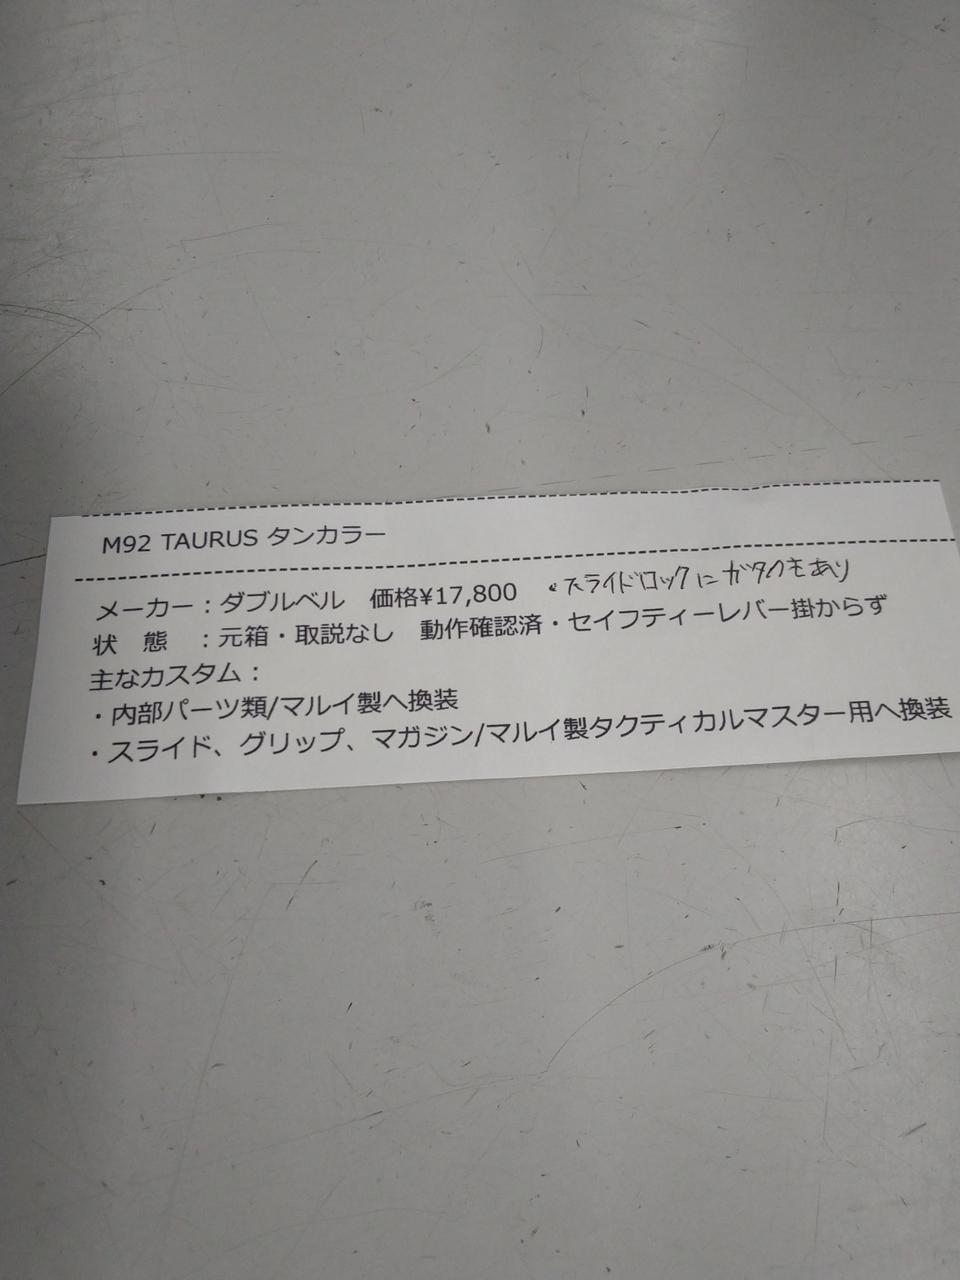 M92 TAURUS タンカラー
メーカー：ダブルベル　価格¥17,800　・スライドロックにガタつきあり
状　態　：元箱・取説なし　動作確認済・セイフティーレバー掛からず
主なカスタム：
・内部パーツ類/マルイ製へ換装
・スライド、グリップ、マガジン/マルイ製タクティカルマスター用へ換装